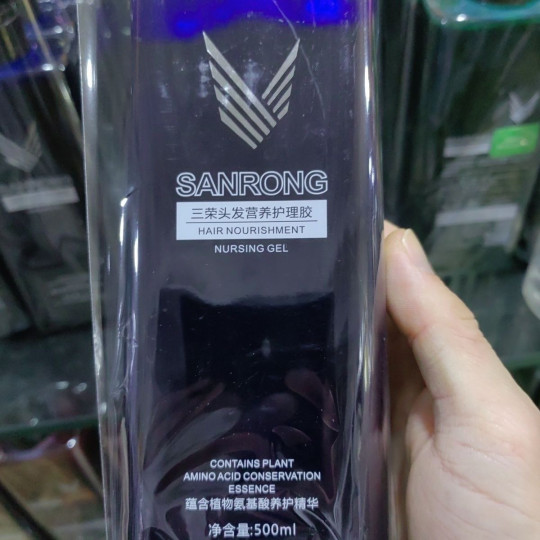 SANRONG
三荣头发营养护理胶
HAIR NOURISHMENT
NURSING GEL
CONTAINS PLANT
AMINO ACID CONSERVATION
ESSENCE
蕴含植物氨基酸养护精华
净含量:500ml